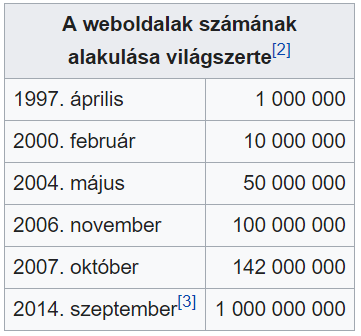 A weboldalak számának
alakulása világszerte[2]
1997. április 1 000 000
2000. február 10 000 000
2004. május 50 000 000
2006. november 100 000 000
2007. október 142 000 000
2014. szeptember[3] 1 000 000 000